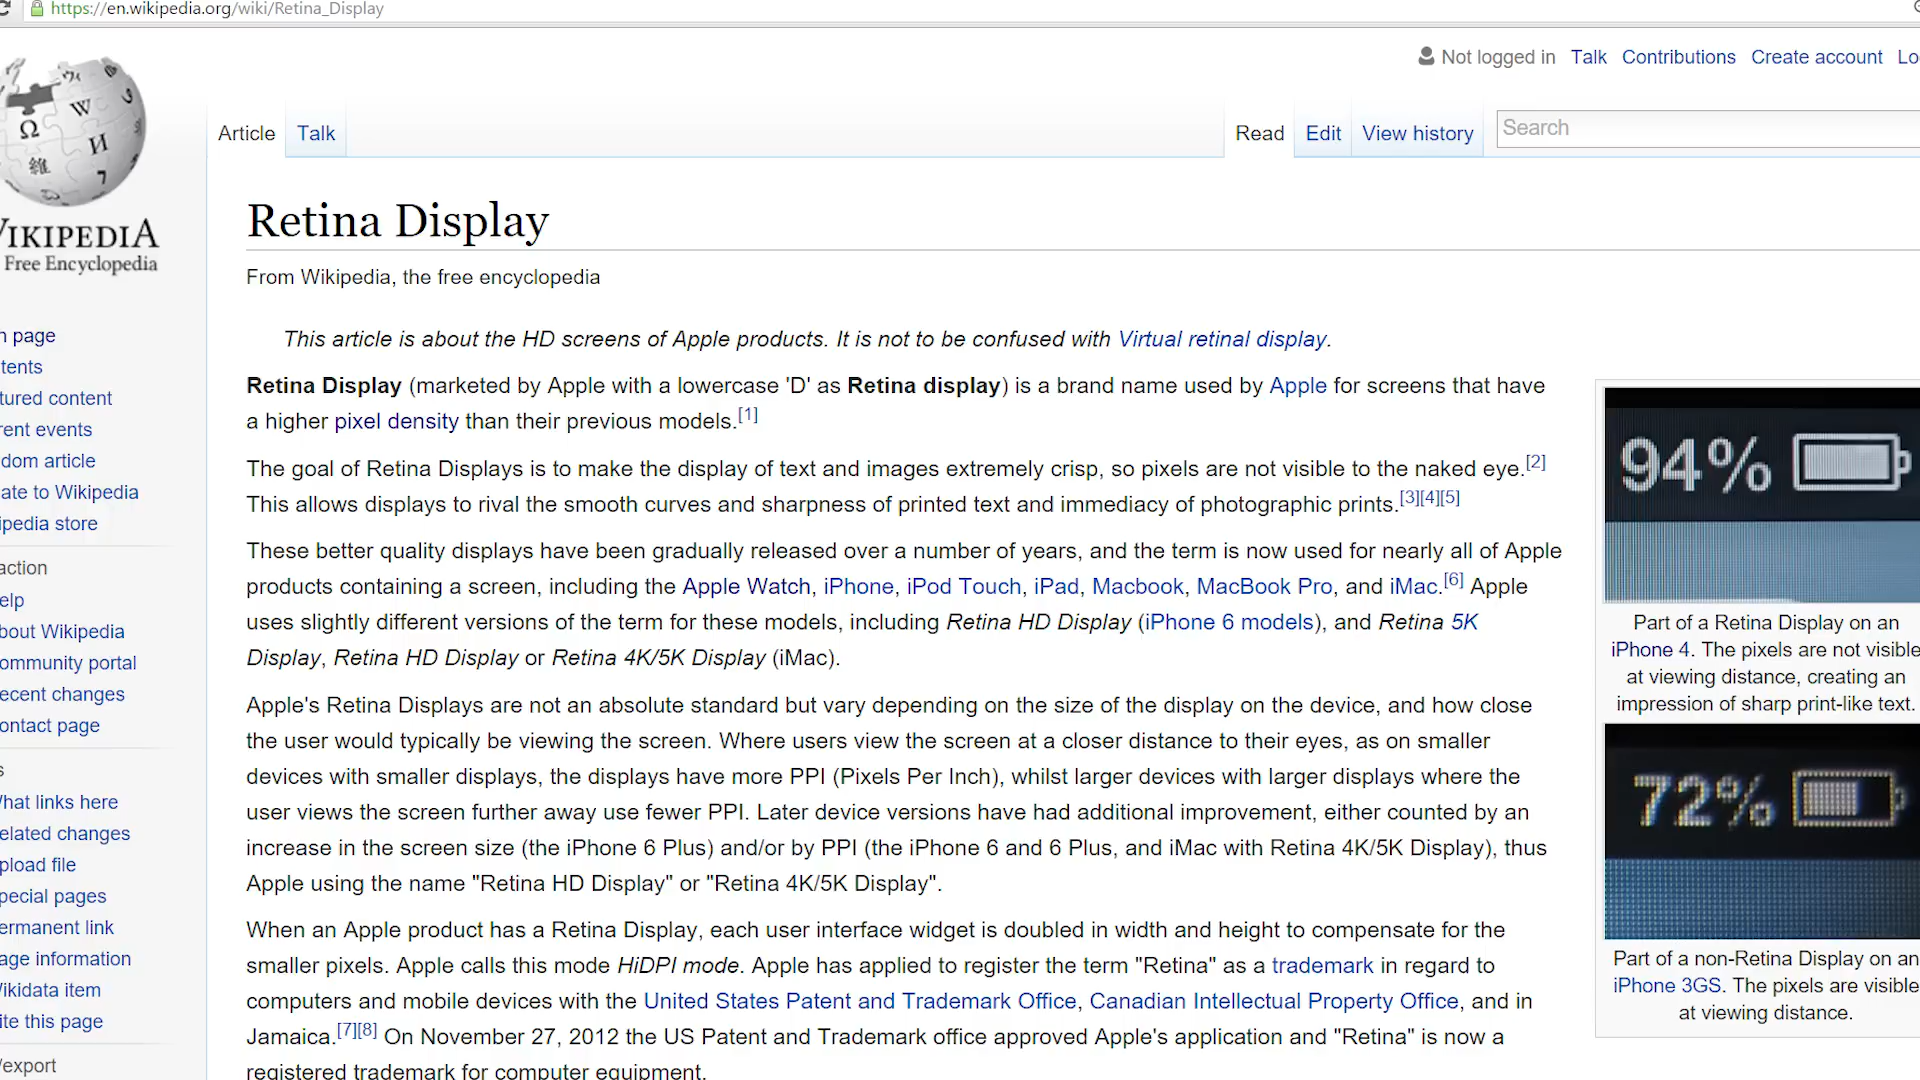 https://en.wikipedia.org/wiki/Retina_Display
Not logged in Talk Contributions Create account Lo
Article Talk Read Edit View history Search
WIKIPEDIA
Free Encyclopedia
Retina Display
From Wikipedia, the free encyclopedia
This article is about the HD screens of Apple products. It is not to be confused with Virtual retinal display.
Retina Display (marketed by Apple with a lowercase 'D' as Retina display) is a brand name used by Apple for screens that have
a higher pixel density than their previous models.[1]
The goal of Retina Displays is to make the display of text and images extremely crisp, so pixels are not visible to the naked eye.[2]
This allows displays to rival the smooth curves and sharpness of printed text and immediacy of photographic prints.[3][4][5]
These better quality displays have been gradually released over a number of years, and the term is now used for nearly all of Apple
products containing a screen, including the Apple Watch, iPhone, iPod Touch, iPad, Macbook, MacBook Pro, and iMac.[6] Apple
uses slightly different versions of the term for these models, including Retina HD Display (iPhone 6 models), and Retina 5K
Display, Retina HD Display or Retina 4K/5K Display (iMac).
Apple's Retina Displays are not an absolute standard but vary depending on the size of the display on the device, and how close
the user would typically be viewing the screen. Where users view the screen at a closer distance to their eyes, as on smaller
devices with smaller displays, the displays have more PPI (Pixels Per Inch), whilst larger devices with larger displays where the
user views the screen further away use fewer PPI. Later device versions have had additional improvement, either counted by an
increase in the screen size (the iPhone 6 Plus) and/or by PPI (the iPhone 6 and 6 Plus, and iMac with Retina 4K/5K Display), thus
Apple using the name "Retina HD Display" or "Retina 4K/5K Display".
When an Apple product has a Retina Display, each user interface widget is doubled in width and height to compensate for the
smaller pixels. Apple calls this mode HiDPI mode. Apple has applied to register the term "Retina" as a trademark in regard to
computers and mobile devices with the United States Patent and Trademark Office, Canadian Intellectual Property Office, and in
Jamaica.[7][8] On November 27, 2012 the US Patent and Trademark office approved Apple's application and "Retina" is now a
registered trademark for computer equipment.
94%
Part of a Retina Display on an
iPhone 4. The pixels are not visible
at viewing distance, creating an
impression of sharp print-like text.
72%
Part of a non-Retina Display on an
iPhone 3GS. The pixels are visible
at viewing distance.
n page
tents
tured content
rent events
dom article
ate to Wikipedia
ipedia store
action
elp
bout Wikipedia
ommunity portal
ecent changes
ontact page
s
hat links here
elated changes
pload file
pecial pages
ermanent link
age information
ikidata item
ite this page
/export